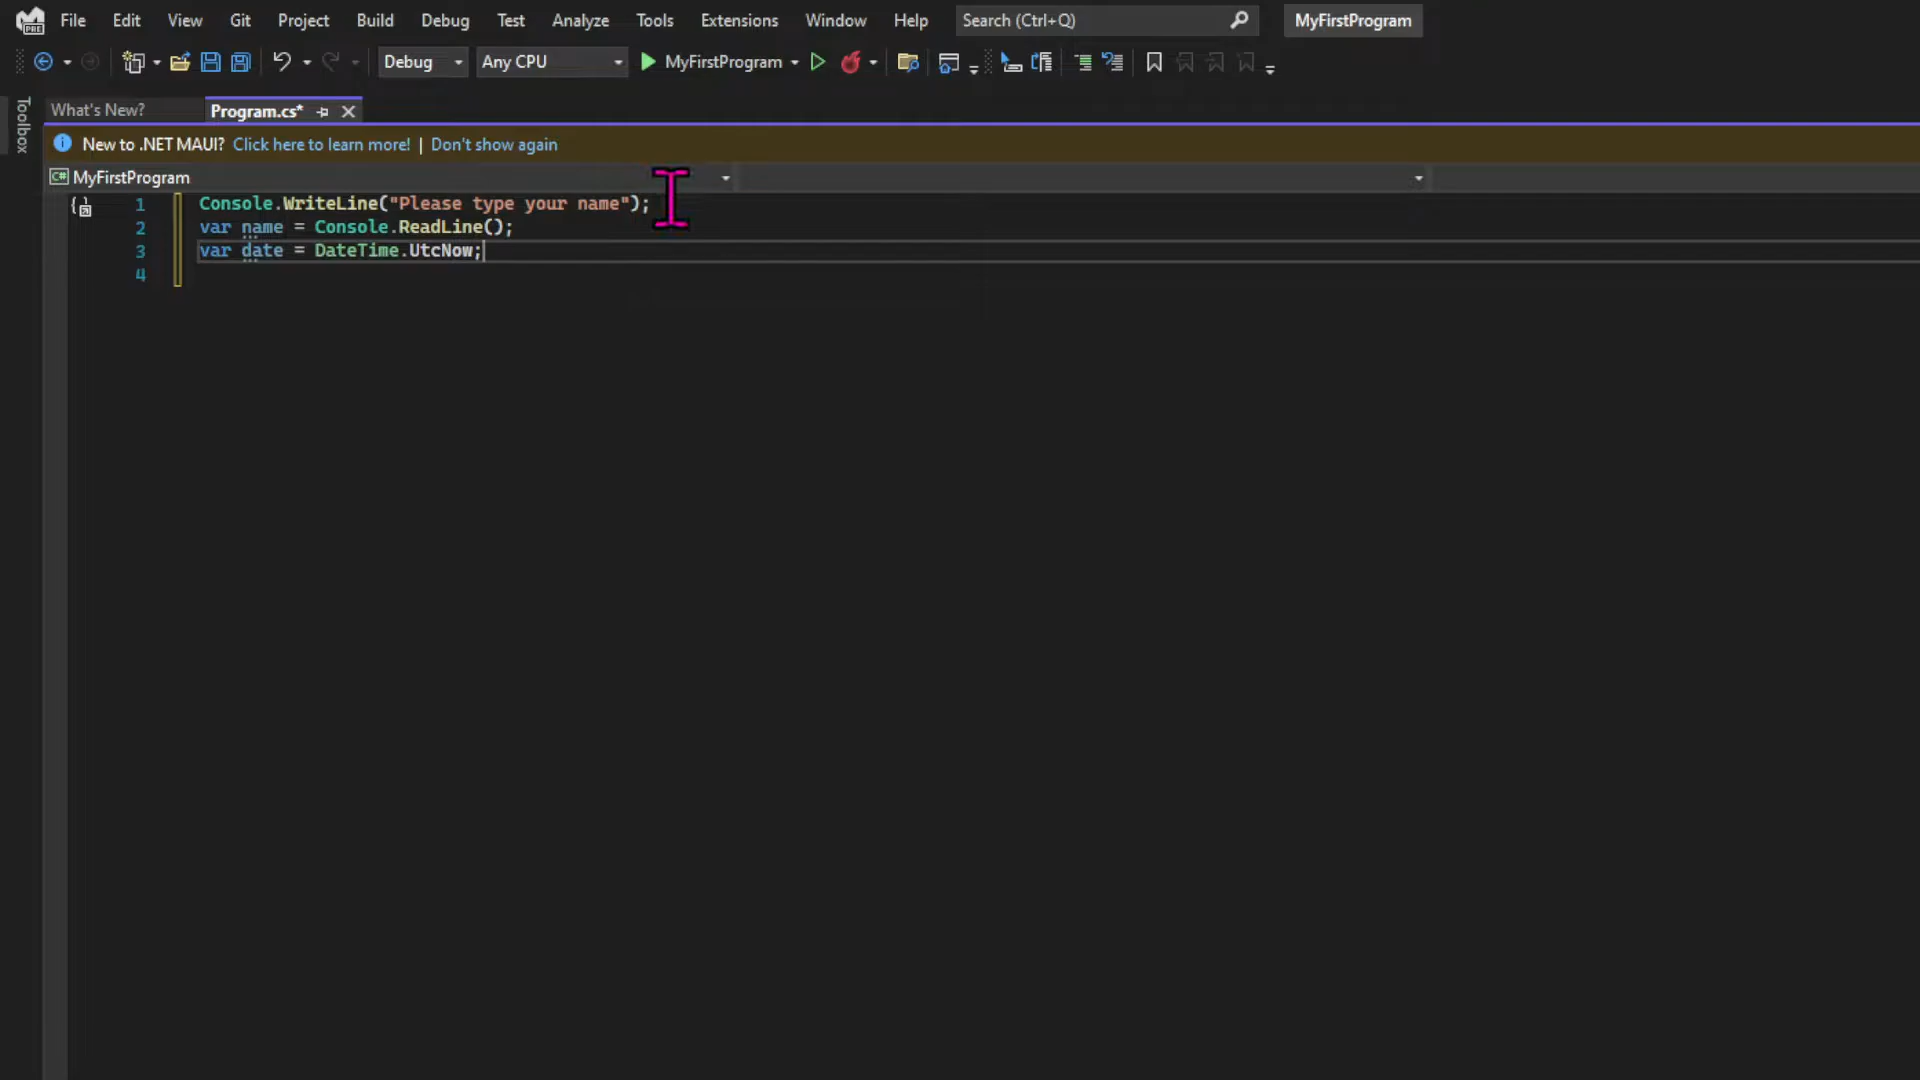 File Edit View Git Project Build Debug Test Analyze Tools Extensions Window Help Search (Ctrl+Q) MyFirstProgram
Debug Any CPU MyFirstProgram
Toolbox
What's New? Program.cs*
New to .NET MAUI? Click here to learn more! | Don't show again
C# MyFirstProgram
1 Console.WriteLine("Please type your name");
2 var name = Console.ReadLine();
3 var date = DateTime.UtcNow;
4